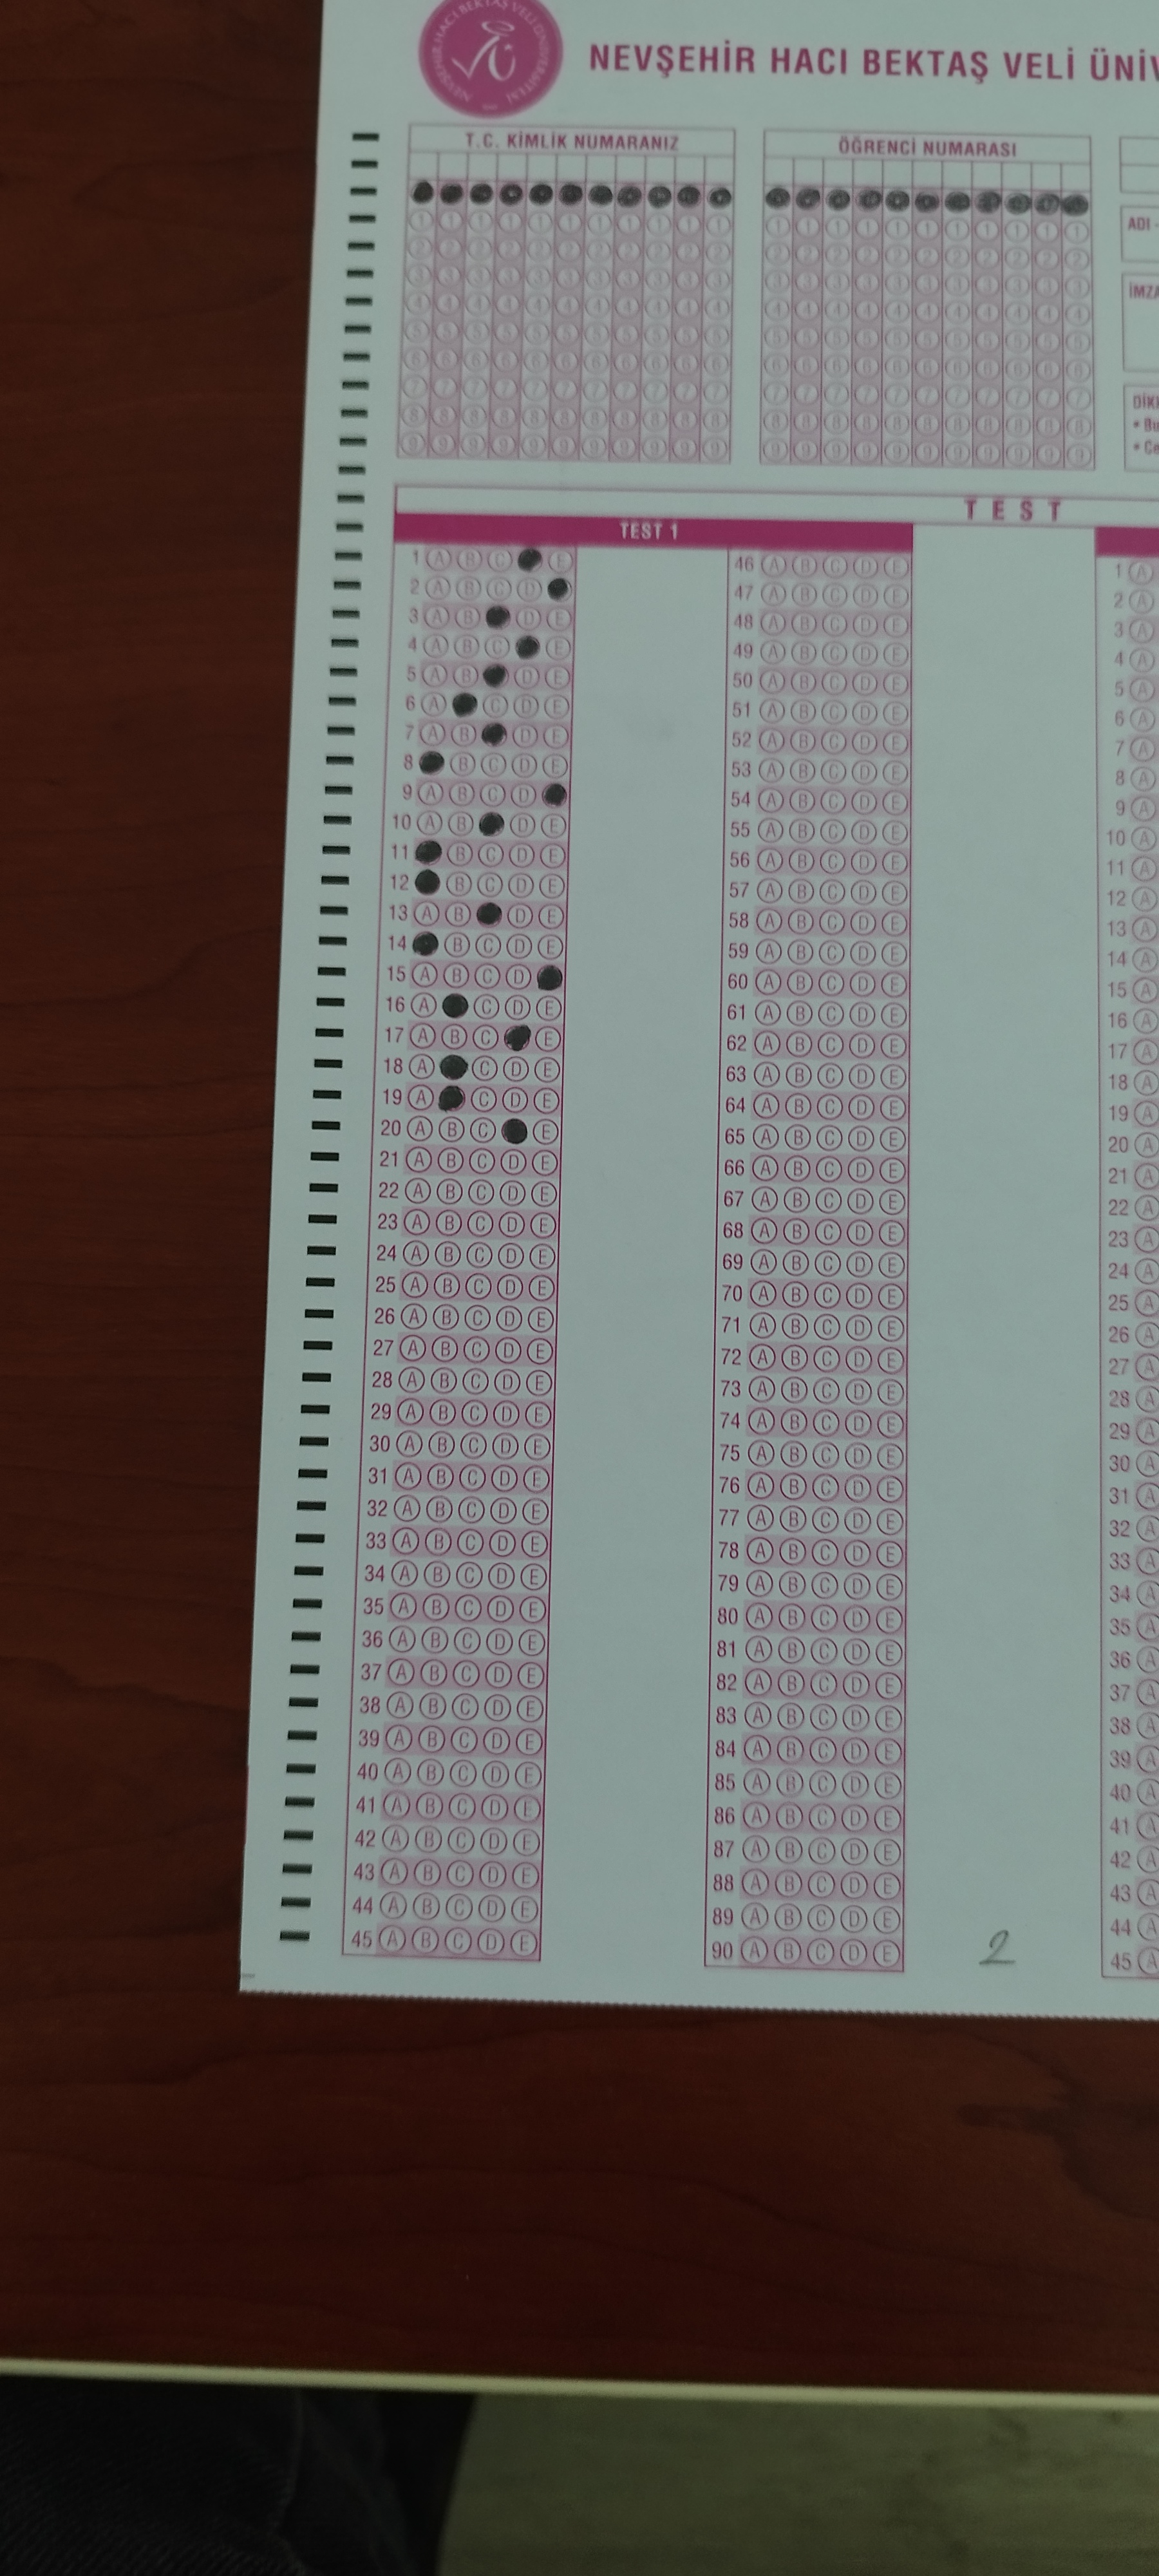 NEVŞEHİR HACI BEKTAŞ VELİ ÜNİV
T.C. KİMLİK NUMARANIZ
ÖĞRENCİ NUMARASI
ADI -
İMZA
DİKK
• Bu
• Ce
TEST
TEST 1
1 A B C E
2 A B C D
3 A B D E
4 A B C E
5 A B D E
6 A C D E
7 A B D E
8 B C D E
9 A B C D
10 A B D E
11 B C D E
12 B C D E
13 A B D E
14 B C D E
15 A B C D
16 A C D E
17 A B C E
18 A C D E
19 A C D E
20 A B C E
21 A B C D E
22 A B C D E
23 A B C D E
24 A B C D E
25 A B C D E
26 A B C D E
27 A B C D E
28 A B C D E
29 A B C D E
30 A B C D E
31 A B C D E
32 A B C D E
33 A B C D E
34 A B C D E
35 A B C D E
36 A B C D E
37 A B C D E
38 A B C D E
39 A B C D E
40 A B C D E
41 A B C D E
42 A B C D E
43 A B C D E
44 A B C D E
45 A B C D E
46 A B C D E
47 A B C D E
48 A B C D E
49 A B C D E
50 A B C D E
51 A B C D E
52 A B C D E
53 A B C D E
54 A B C D E
55 A B C D E
56 A B C D E
57 A B C D E
58 A B C D E
59 A B C D E
60 A B C D E
61 A B C D E
62 A B C D E
63 A B C D E
64 A B C D E
65 A B C D E
66 A B C D E
67 A B C D E
68 A B C D E
69 A B C D E
70 A B C D E
71 A B C D E
72 A B C D E
73 A B C D E
74 A B C D E
75 A B C D E
76 A B C D E
77 A B C D E
78 A B C D E
79 A B C D E
80 A B C D E
81 A B C D E
82 A B C D E
83 A B C D E
84 A B C D E
85 A B C D E
86 A B C D E
87 A B C D E
88 A B C D E
89 A B C D E
90 A B C D E
2
1 A
2 A
3 A
4 A
5 A
6 A
7 A
8 A
9 A
10 A
11 A
12 A
13 A
14 A
15 A
16 A
17 A
18 A
19 A
20 A
21 A
22 A
23 A
24 A
25 A
26 A
27 A
28 A
29 A
30 A
31 A
32 A
33 A
34 A
35 A
36 A
37 A
38 A
39 A
40 A
41 A
42 A
43 A
44 A
45 A